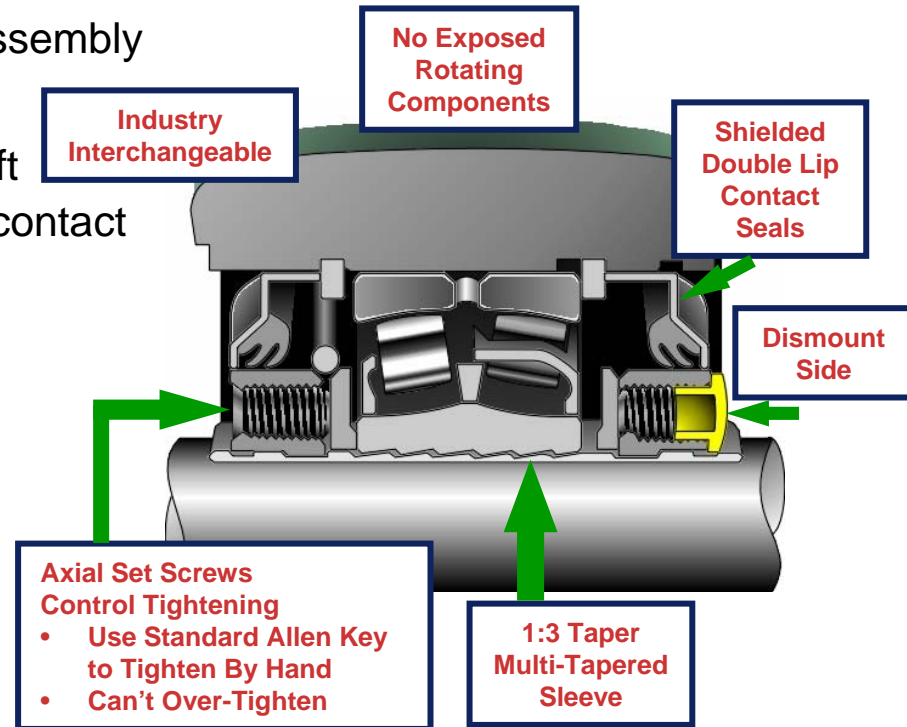 ssembly
ft
contact
No Exposed
Rotating
Components
Industry
Interchangeable
Shielded
Double Lip
Contact
Seals
Dismount
Side
Axial Set Screws
Control Tightening
• Use Standard Allen Key
to Tighten By Hand
• Can't Over-Tighten
1:3 Taper
Multi-Tapered
Sleeve